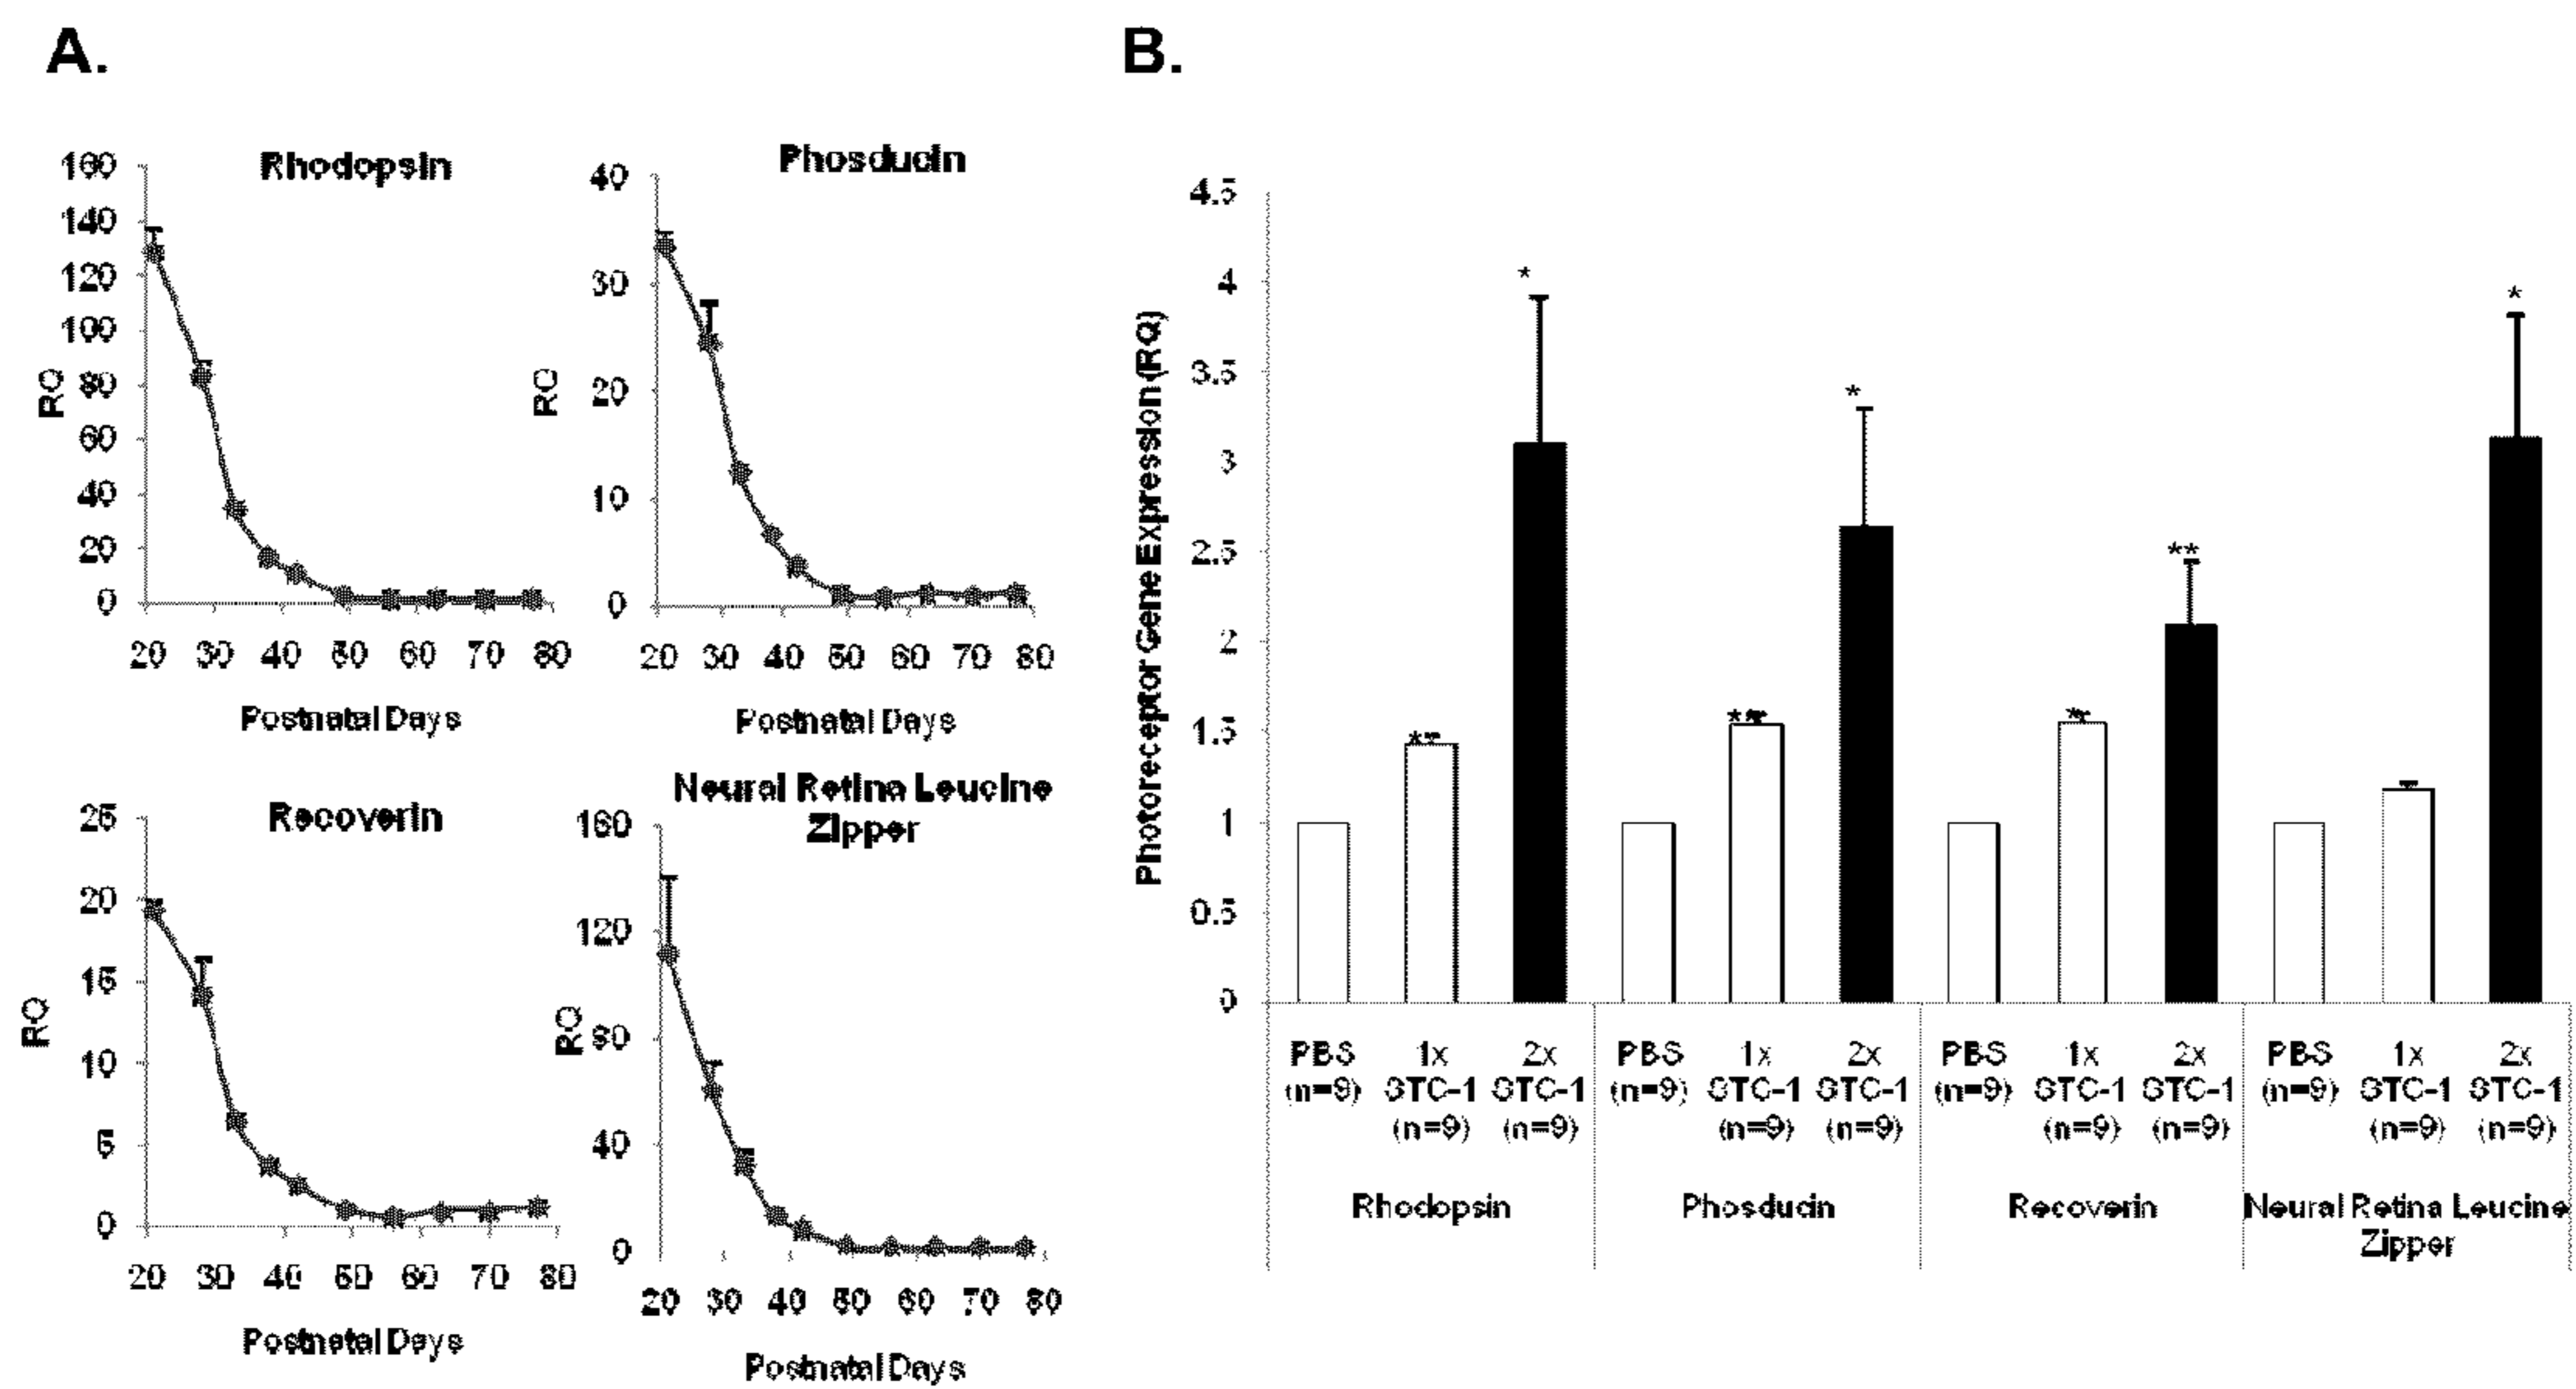 A.
Rhodopsin
160
140
120
100
80
60
40
20
0
RQ
20 30 40 50 60 70 80
Postnatal Days
Phosducin
40
30
20
10
0
RQ
20 30 40 50 60 70 80
Postnatal Days
Recoverin
25
20
15
10
5
0
RQ
20 30 40 50 60 70 80
Postnatal Days
Neural Retina Leucine
Zipper
160
120
80
40
0
RQ
20 30 40 50 60 70 80
Postnatal Days
B.
Photoreceptor Gene Expression (RQ)
4.5
4
3.5
3
2.5
2
1.5
1
0.5
0
* * ** *
** ** *
PBS 1x 2x PBS 1x 2x PBS 1x 2x PBS 1x 2x
(n=9) STC-1 STC-1 (n=9) STC-1 STC-1 (n=9) STC-1 STC-1 (n=9) STC-1 STC-1
(n=9) (n=9) (n=9) (n=9) (n=9) (n=9) (n=9) (n=9)
Rhodopsin Phosducin Recoverin Neural Retina Leucine
Zipper